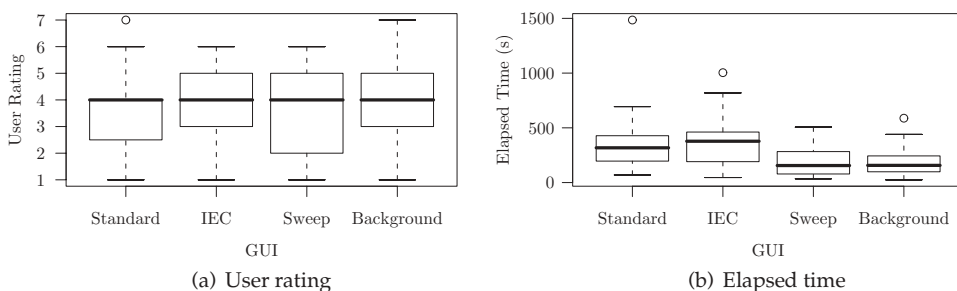 User Rating
7
6
5
4
3
2
1
Standard IEC Sweep Background
GUI
(a) User rating
Elapsed Time (s)
1500
1000
500
0
Standard IEC Sweep Background
GUI
(b) Elapsed time